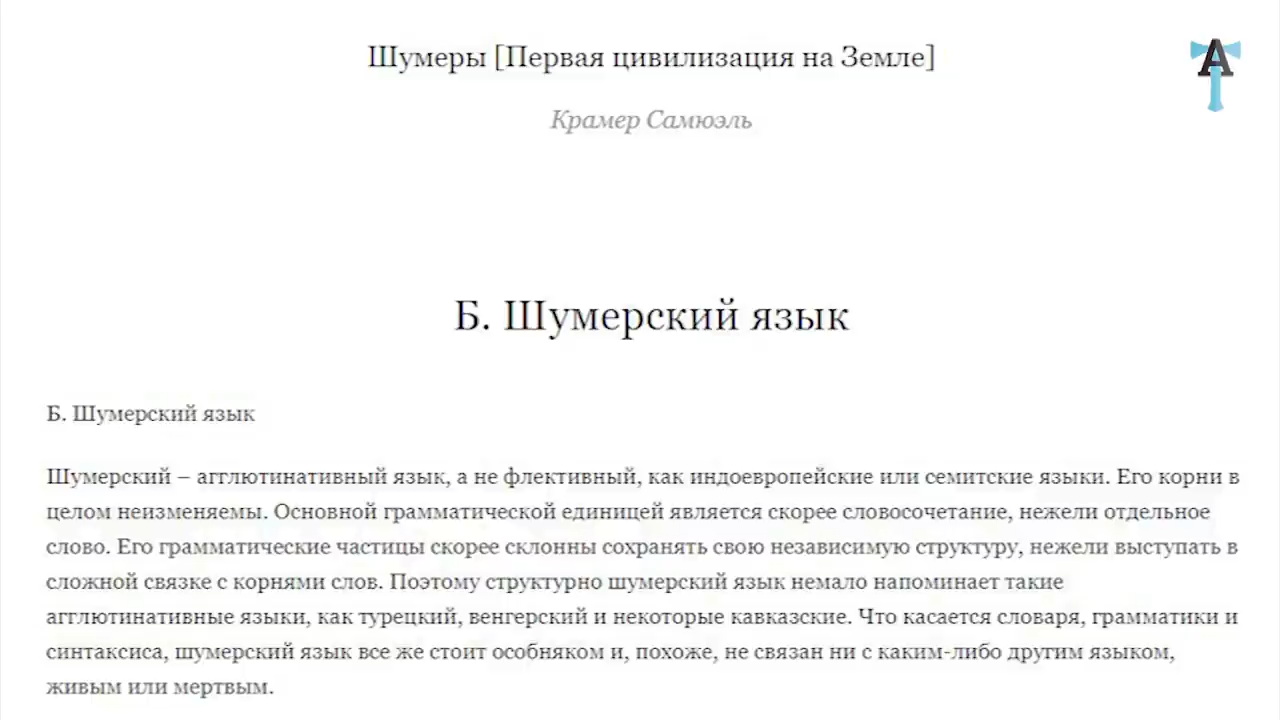 Шумеры [Первая цивилизация на Земле]
А
Крамер Самюэль
Б. Шумерский язык
Б. Шумерский язык
Шумерский – агглютинативный язык, а не флективный, как индоевропейские или семитские языки. Его корни в
целом неизменяемы. Основной грамматической единицей является скорее словосочетание, нежели отдельное
слово. Его грамматические частицы скорее склонны сохранять свою независимую структуру, нежели выступать в
сложной связке с корнями слов. Поэтому структурно шумерский язык немало напоминает такие
агглютинативные языки, как турецкий, венгерский и некоторые кавказские. Что касается словаря, грамматики и
синтаксиса, шумерский язык все же стоит особняком и, похоже, не связан ни с каким-либо другим языком,
живым или мертвым.